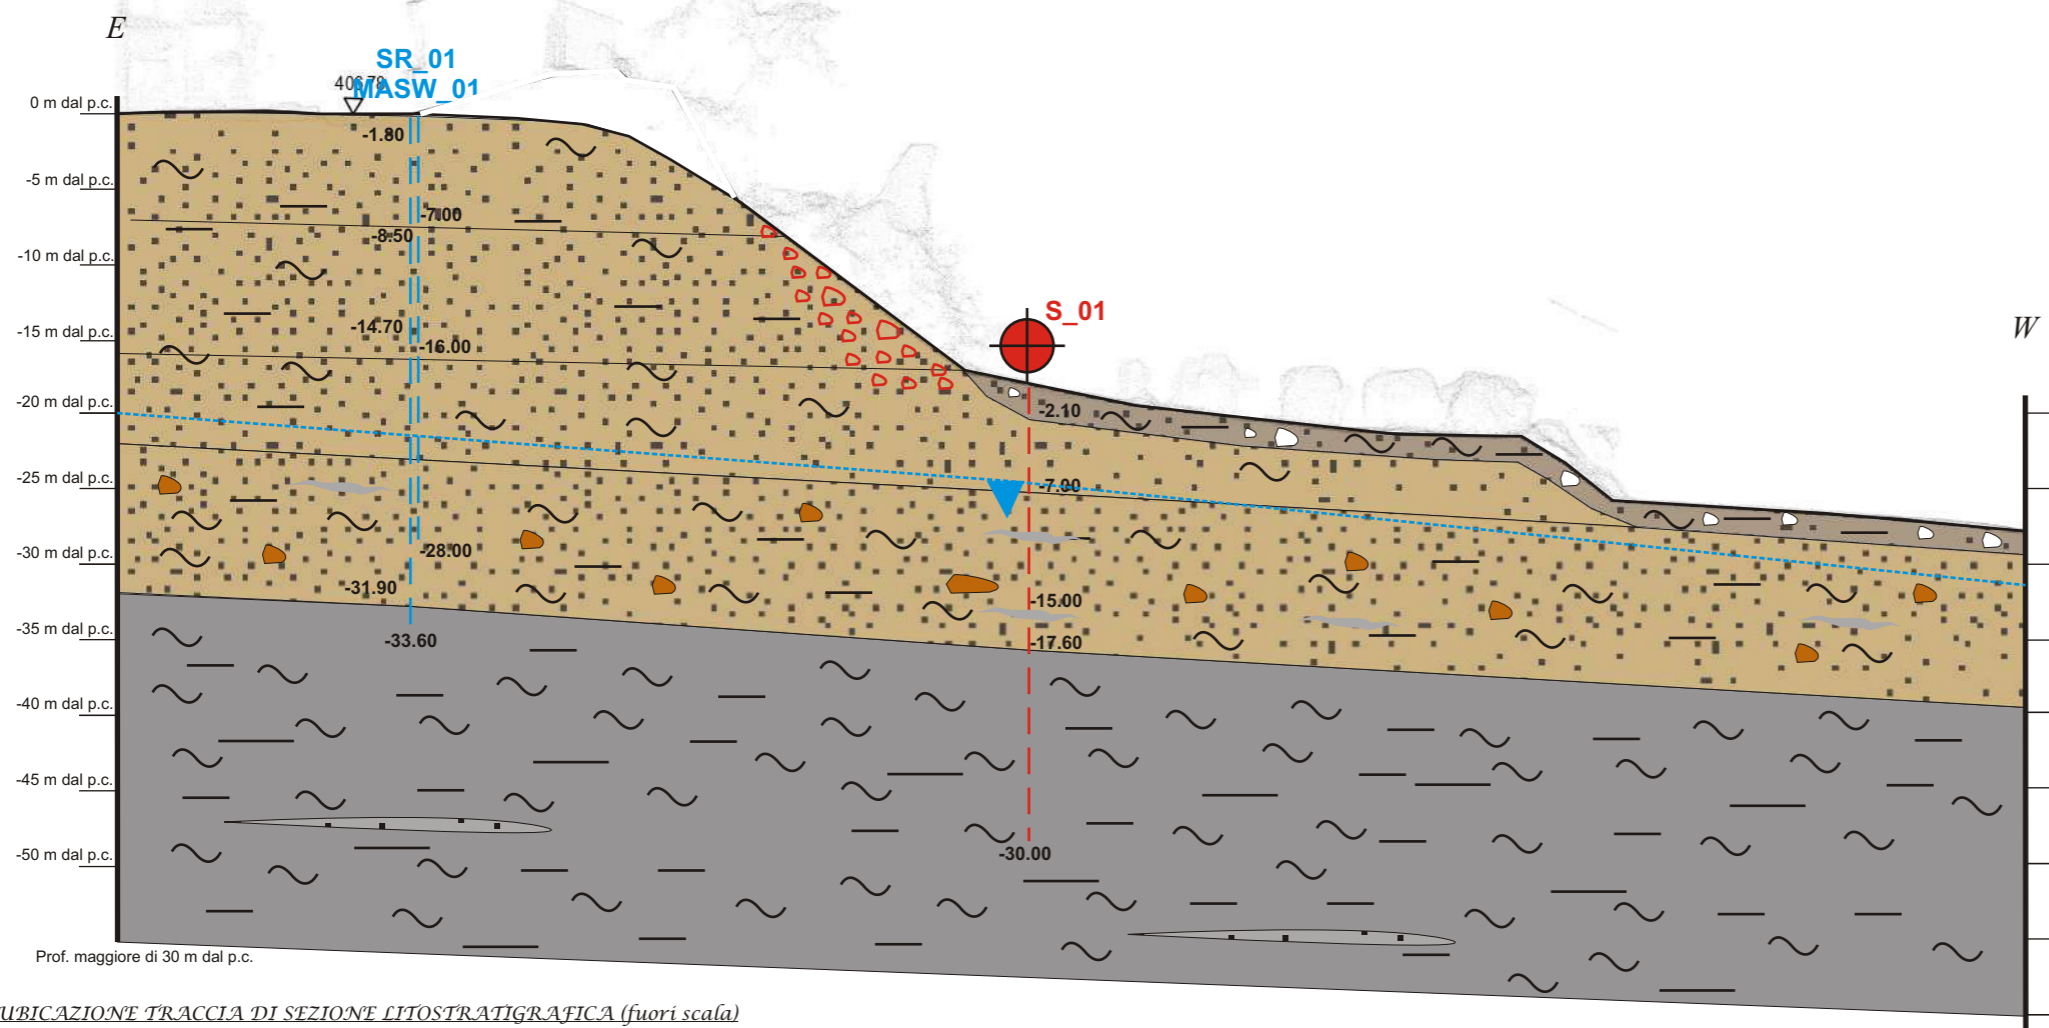 E
SR_01
406.78
MASW_01
0 m dal p.c.
-1.80
-5 m dal p.c.
-7.00
-8.50
-10 m dal p.c.
S_01
-14.70
-15 m dal p.c.
W
-16.00
-20 m dal p.c.
-2.10
-25 m dal p.c.
-7.00
-28.00
-30 m dal p.c.
-31.90
-15.00
-35 m dal p.c.
-33.60
-17.60
-40 m dal p.c.
-45 m dal p.c.
-50 m dal p.c.
-30.00
Prof. maggiore di 30 m dal p.c.
UBICAZIONE TRACCIA DI SEZIONE LITOSTRATIGRAFICA (fuori scala)